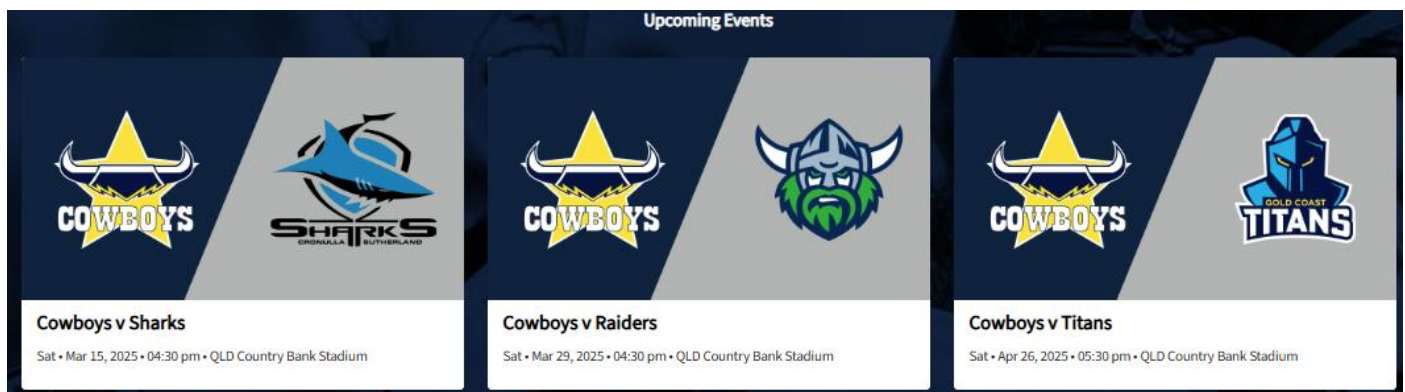 Upcoming Events
COWBOYS
SHARKS
CRONULLA SUTHERLAND
COWBOYS
COWBOYS
GOLD COAST
TITANS
Cowboys v Sharks
Sat • Mar 15, 2025 • 04:30 pm • QLD Country Bank Stadium
Cowboys v Raiders
Sat • Mar 29, 2025 • 04:30 pm • QLD Country Bank Stadium
Cowboys v Titans
Sat • Apr 26, 2025 • 05:30 pm • QLD Country Bank Stadium